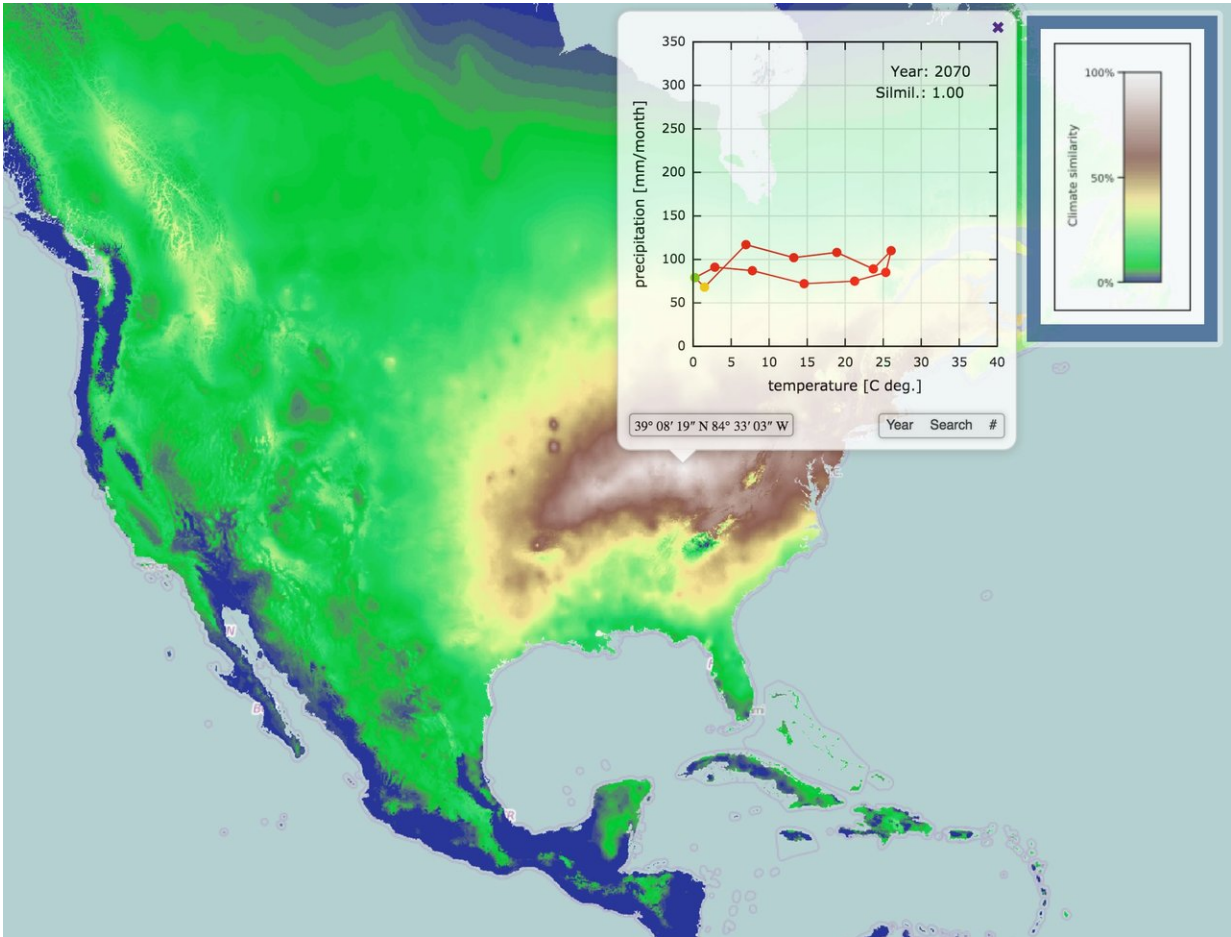 ✖
350
300
250
200
150
100
50
0
precipitation [mm/month]
Year: 2070
Silmil.: 1.00
0 5 10 15 20 25 30 35 40
temperature [C deg.]
39° 08′ 19″ N 84° 33′ 03″ W
Year Search #
100%
50%
0%
Climate similarity
N
B
R